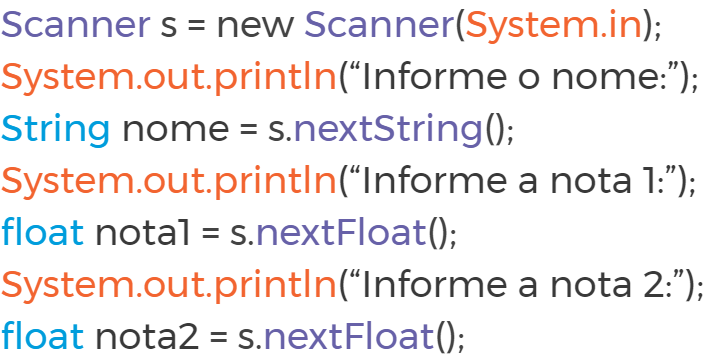 Scanner s = new Scanner(System.in);
System.out.println(“Informe o nome:”);
String nome = s.nextString();
System.out.println(“Informe a nota 1:”);
float nota1 = s.nextFloat();
System.out.println(“Informe a nota 2:”);
float nota2 = s.nextFloat();